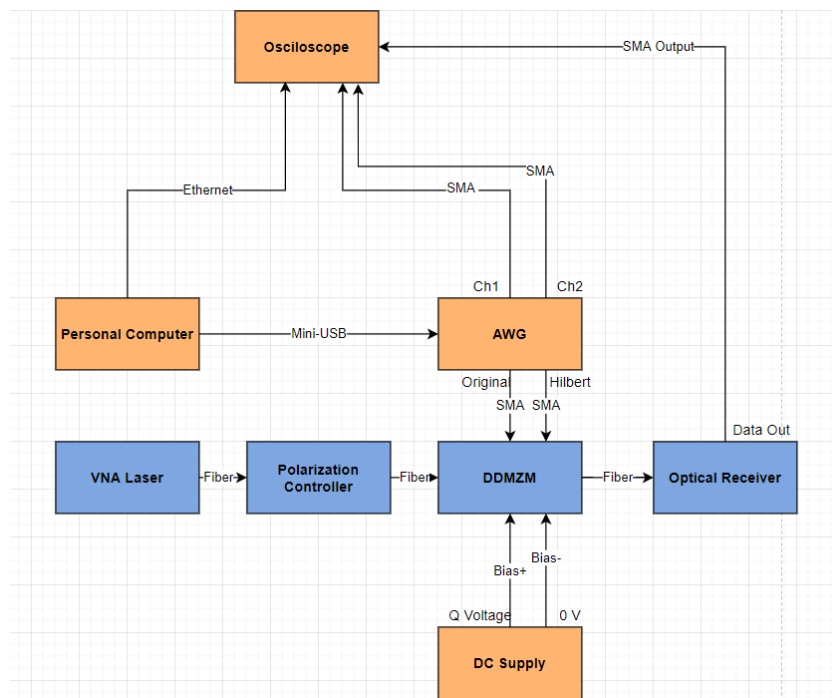 Osciloscope
SMA Output
Ethernet
SMA
SMA
Ch1
Ch2
Personal Computer
Mini-USB
AWG
Original
Hilbert
SMA
SMA
Data Out
VNA Laser
Fiber
Polarization
Controller
Fiber
DDMZM
Fiber
Optical Receiver
Bias+
Bias-
Q Voltage
0 V
DC Supply